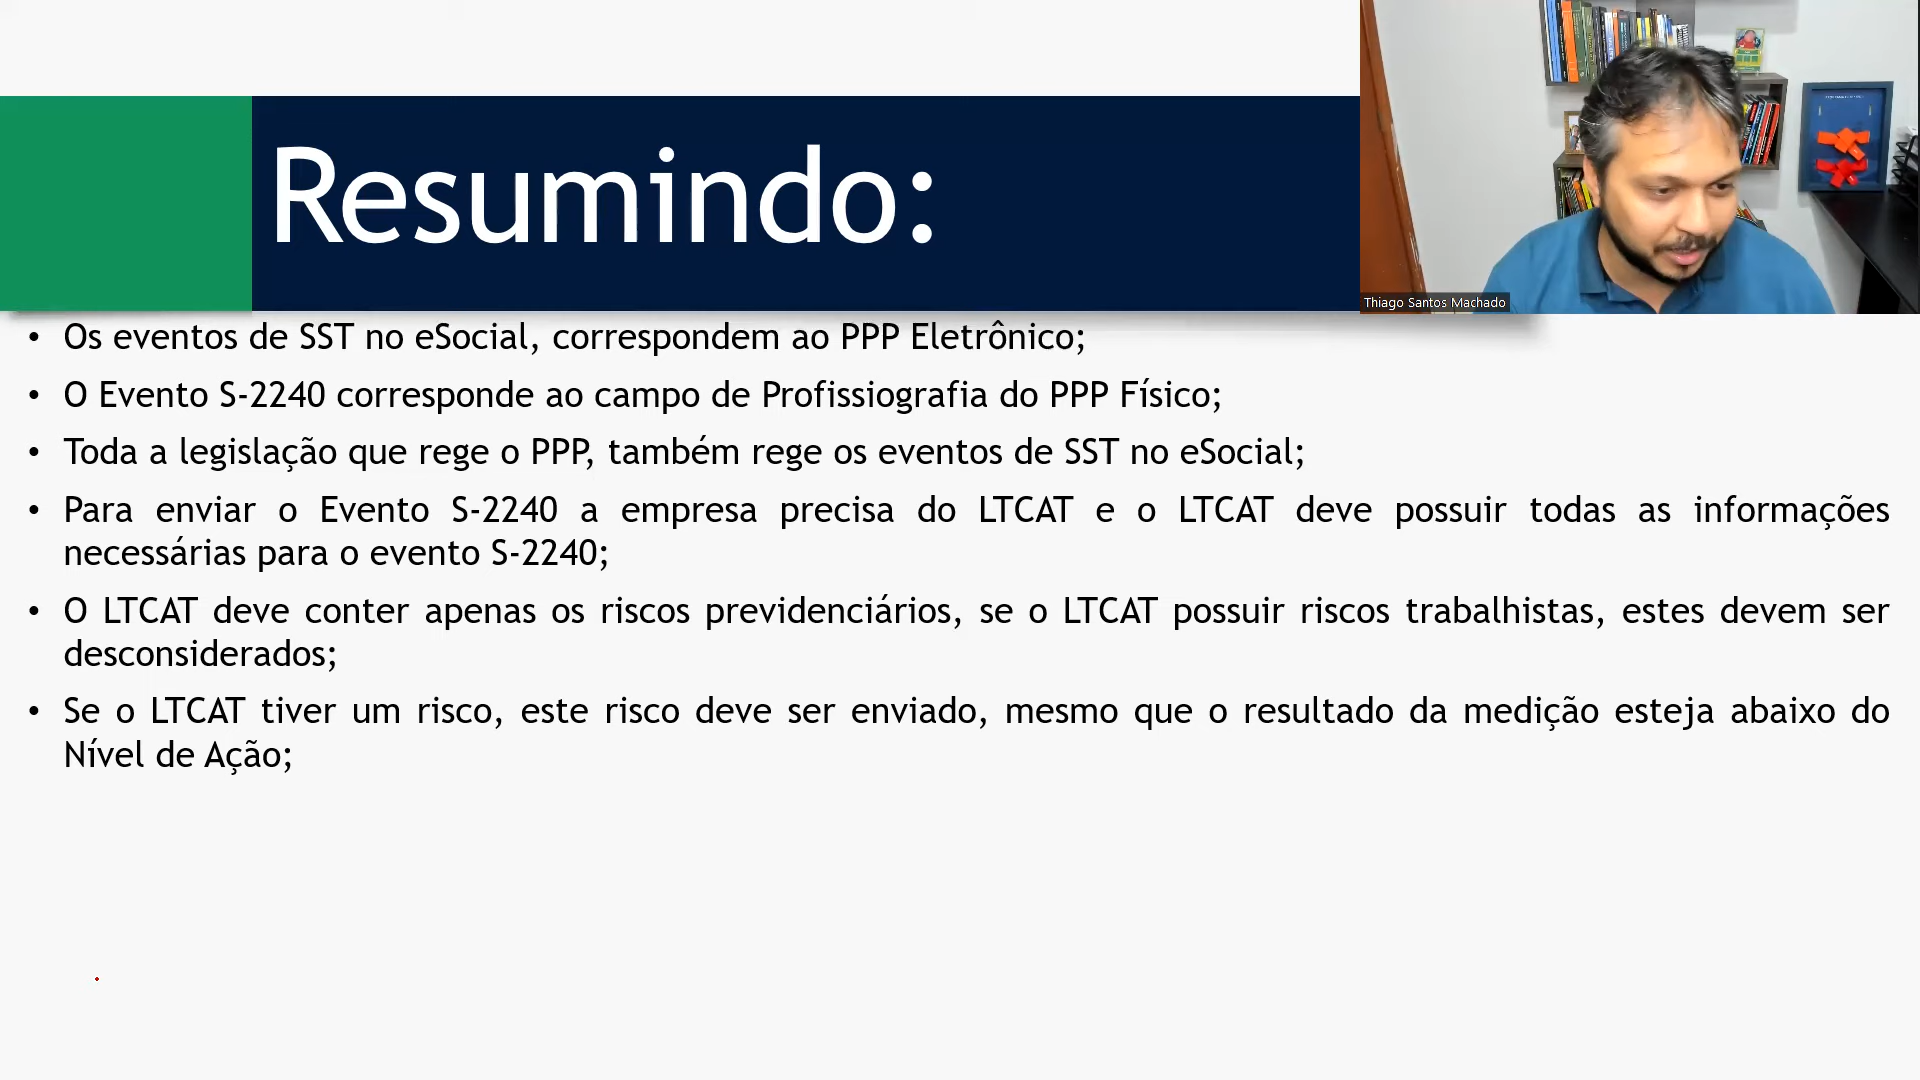 Resumindo:
Thiago Santos Machado
• Os eventos de SST no eSocial, correspondem ao PPP Eletrônico;
• O Evento S-2240 corresponde ao campo de Profissiografia do PPP Físico;
• Toda a legislação que rege o PPP, também rege os eventos de SST no eSocial;
• Para enviar o Evento S-2240 a empresa precisa do LTCAT e o LTCAT deve possuir todas as informações
necessárias para o evento S-2240;
• O LTCAT deve conter apenas os riscos previdenciários, se o LTCAT possuir riscos trabalhistas, estes devem ser
desconsiderados;
• Se o LTCAT tiver um risco, este risco deve ser enviado, mesmo que o resultado da medição esteja abaixo do
Nível de Ação;